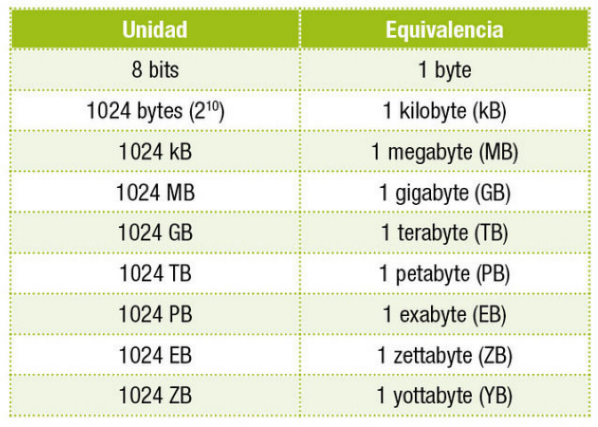 Unidad Equivalencia
8 bits 1 byte
1024 bytes (2¹⁰) 1 kilobyte (kB)
1024 kB 1 megabyte (MB)
1024 MB 1 gigabyte (GB)
1024 GB 1 terabyte (TB)
1024 TB 1 petabyte (PB)
1024 PB 1 exabyte (EB)
1024 EB 1 zettabyte (ZB)
1024 ZB 1 yottabyte (YB)